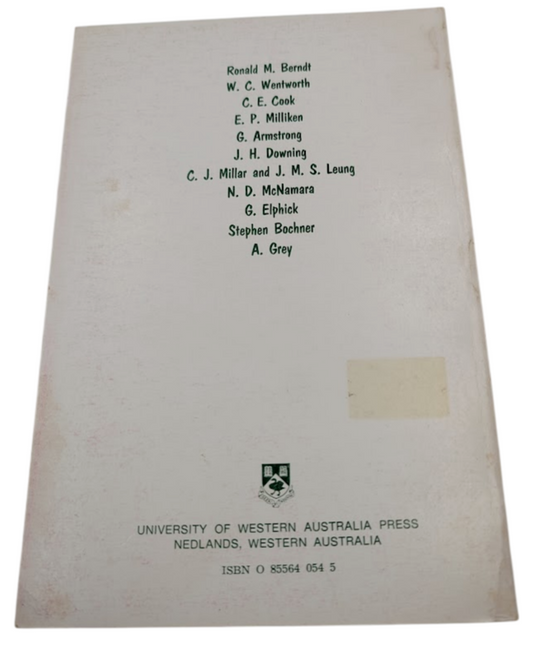 Ronald M. Berndt
W. C. Wentworth
C. E. Cook
E. P. Milliken
G. Armstrong
J. H. Downing
C. J. Millar and J. M. S. Leung
N. D. McNamara
G. Elphick
Stephen Bochner
A. Grey
UNIVERSITY OF WESTERN AUSTRALIA PRESS
NEDLANDS, WESTERN AUSTRALIA
ISBN O 85564 054 5